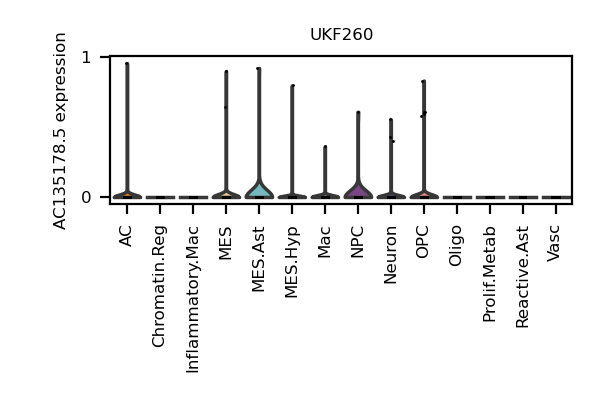 UKF260
AC135178.5 expression
1
0
AC
Chromatin.Reg
Inflammatory.Mac
MES
MES.Ast
MES.Hyp
Mac
NPC
Neuron
OPC
Oligo
Prolif.Metab
Reactive.Ast
Vasc